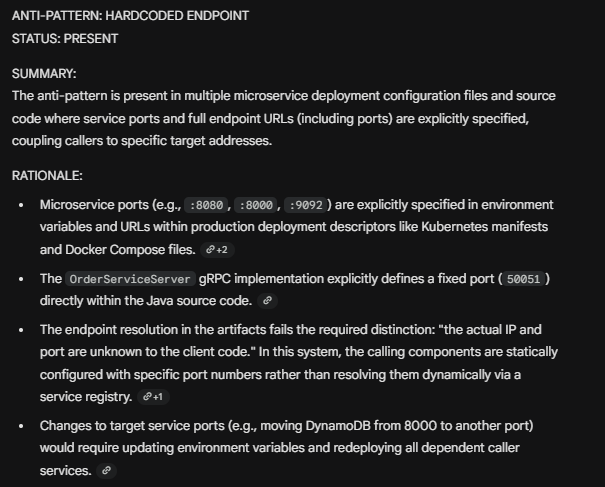 ANTI-PATTERN: HARDCODED ENDPOINT
STATUS: PRESENT
SUMMARY:
The anti-pattern is present in multiple microservice deployment configuration files and source
code where service ports and full endpoint URLs (including ports) are explicitly specified,
coupling callers to specific target addresses.
RATIONALE:
• Microservice ports (e.g., :8080, :8000, :9092) are explicitly specified in environment
variables and URLs within production deployment descriptors like Kubernetes manifests
and Docker Compose files. +2
• The OrderServiceServer gRPC implementation explicitly defines a fixed port (50051)
directly within the Java source code.
• The endpoint resolution in the artifacts fails the required distinction: "the actual IP and
port are unknown to the client code." In this system, the calling components are statically
configured with specific port numbers rather than resolving them dynamically via a
service registry. +1
• Changes to target service ports (e.g., moving DynamoDB from 8000 to another port)
would require updating environment variables and redeploying all dependent caller
services.